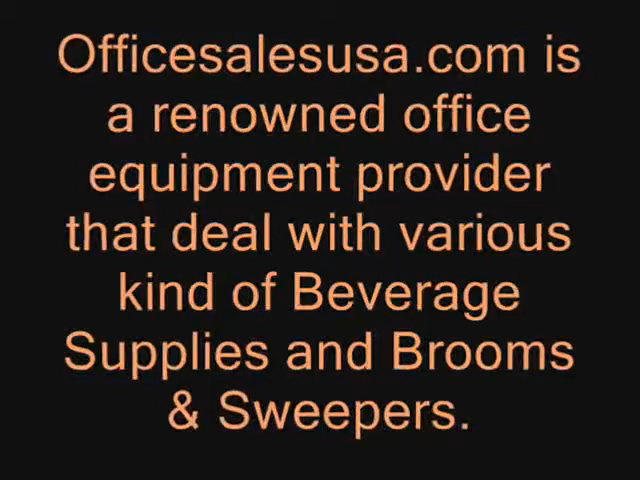 Officesalesusa.com is
a renowned office
equipment provider
that deal with various
kind of Beverage
Supplies and Brooms
& Sweepers.